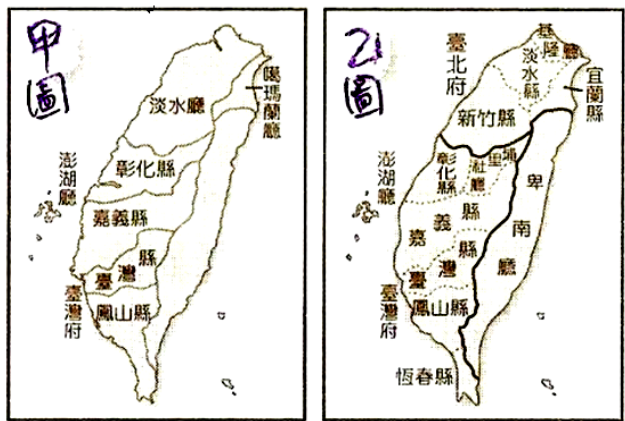 甲圖
淡水廳
噶瑪蘭廳
彰化縣
澎湖廳
嘉義縣
臺灣縣
臺灣府
鳳山縣
乙圖
臺北府
基隆廳
淡水縣
宜蘭縣
新竹縣
彰化縣
埔里社廳
澎湖廳
卑南廳
嘉義縣
臺灣縣
臺灣府
鳳山縣
恆春縣